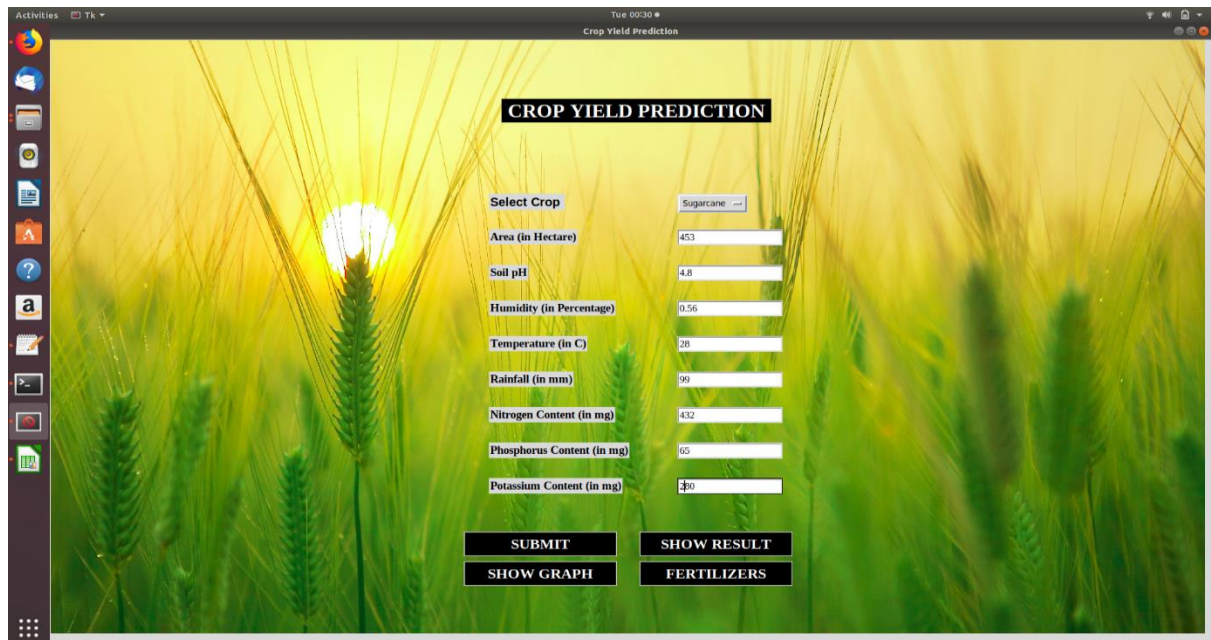 Activities Tk Tue 00:30
Crop Yield Prediction
CROP YIELD PREDICTION
Select Crop Sugarcane
Area (in Hectare) 453
Soil pH 4.8
Humidity (in Percentage) 0.56
Temperature (in C) 28
Rainfall (in mm) 99
Nitrogen Content (in mg) 432
Phosphorus Content (in mg) 65
Potassium Content (in mg) 280
SUBMIT SHOW RESULT
SHOW GRAPH FERTILIZERS